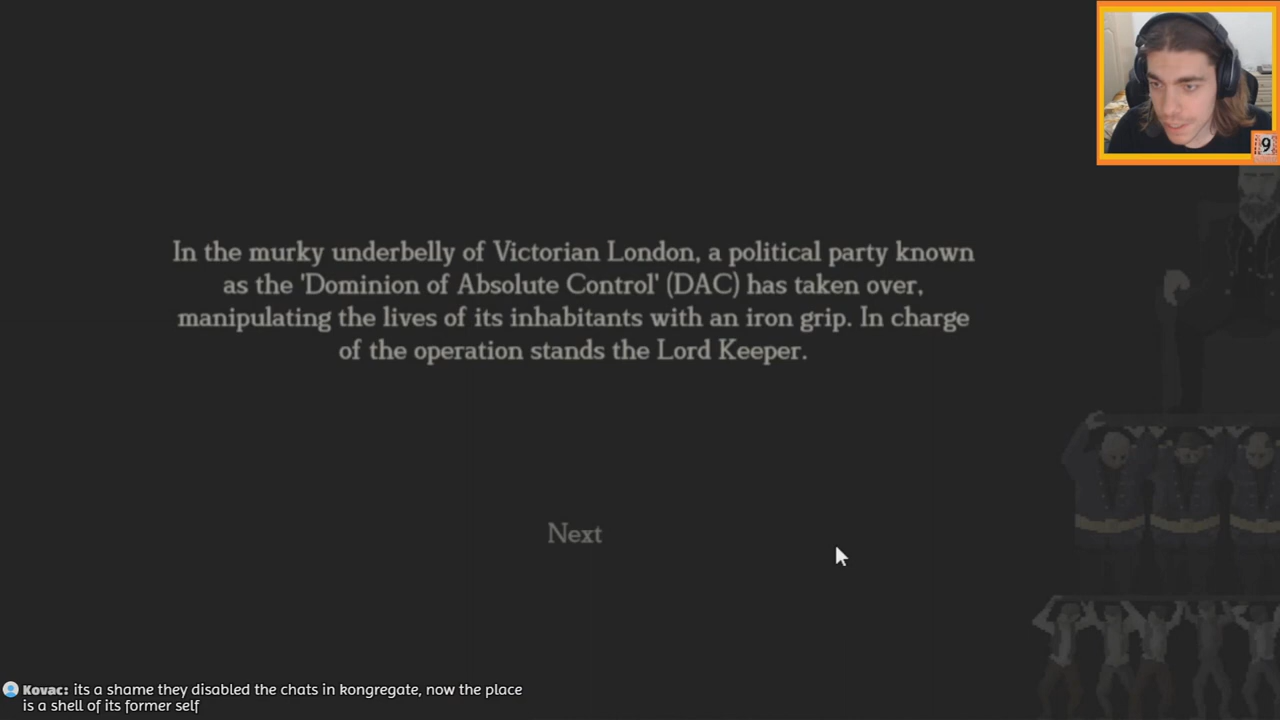 9
In the murky underbelly of Victorian London, a political party known
as the 'Dominion of Absolute Control' (DAC) has taken over,
manipulating the lives of its inhabitants with an iron grip. In charge
of the operation stands the Lord Keeper.
Next
Kovac: its a shame they disabled the chats in kongregate, now the place
is a shell of its former self